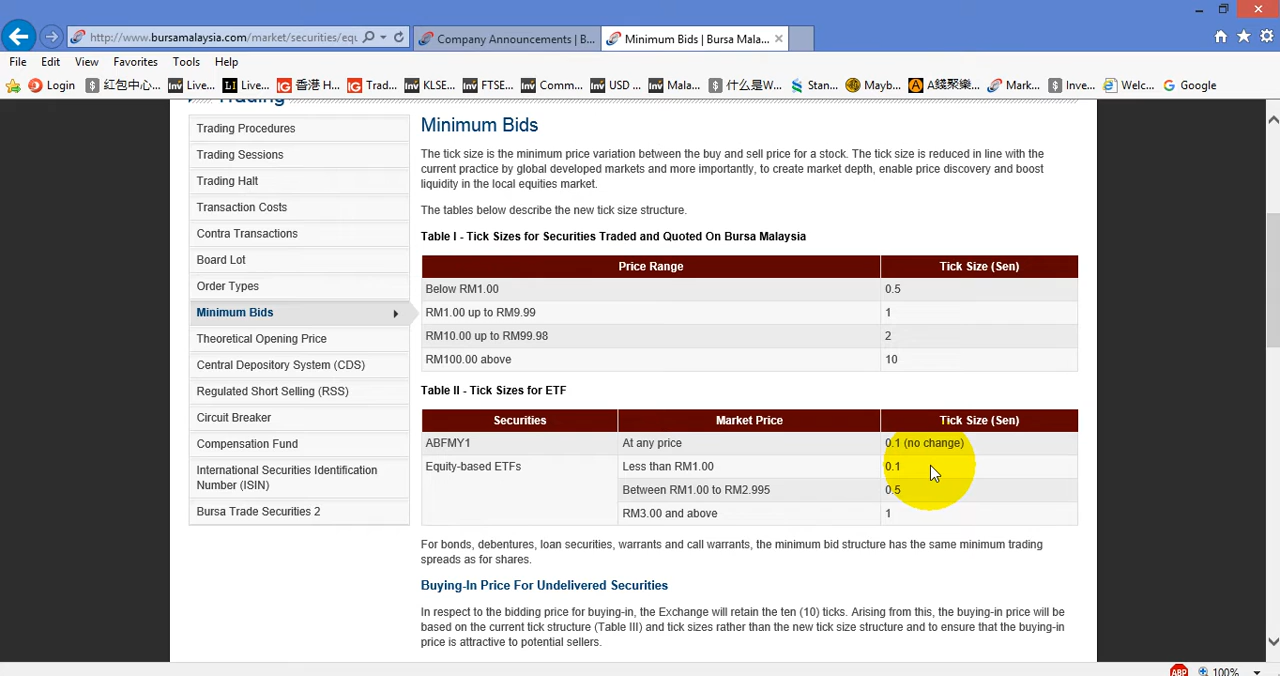 http://www.bursamalaysia.com/market/securities/equ
Company Announcements | B...
Minimum Bids | Bursa Mala...
File Edit View Favorites Tools Help
Login 红包中心... Live... Live... 香港 H... Trad... KLSE... FTSE... Comm... USD ... Mala... 什么是W... Stan... Mayb... A錢聚樂... Mark... Inve... Welc... Google
Trading
Trading Procedures
Trading Sessions
Trading Halt
Transaction Costs
Contra Transactions
Board Lot
Order Types
Minimum Bids
Theoretical Opening Price
Central Depository System (CDS)
Regulated Short Selling (RSS)
Circuit Breaker
Compensation Fund
International Securities Identification
Number (ISIN)
Bursa Trade Securities 2
Minimum Bids
The tick size is the minimum price variation between the buy and sell price for a stock. The tick size is reduced in line with the
current practice by global developed markets and more importantly, to create market depth, enable price discovery and boost
liquidity in the local equities market.
The tables below describe the new tick size structure.
Table I - Tick Sizes for Securities Traded and Quoted On Bursa Malaysia
Price Range Tick Size (Sen)
Below RM1.00 0.5
RM1.00 up to RM9.99 1
RM10.00 up to RM99.98 2
RM100.00 above 10
Table II - Tick Sizes for ETF
Securities Market Price Tick Size (Sen)
ABFMY1 At any price 0.1 (no change)
Equity-based ETFs Less than RM1.00 0.1
Between RM1.00 to RM2.995 0.5
RM3.00 and above 1
For bonds, debentures, loan securities, warrants and call warrants, the minimum bid structure has the same minimum trading
spreads as for shares.
Buying-In Price For Undelivered Securities
In respect to the bidding price for buying-in, the Exchange will retain the ten (10) ticks. Arising from this, the buying-in price will be
based on the current tick structure (Table III) and tick sizes rather than the new tick size structure and to ensure that the buying-in
price is attractive to potential sellers.
ABP 100%